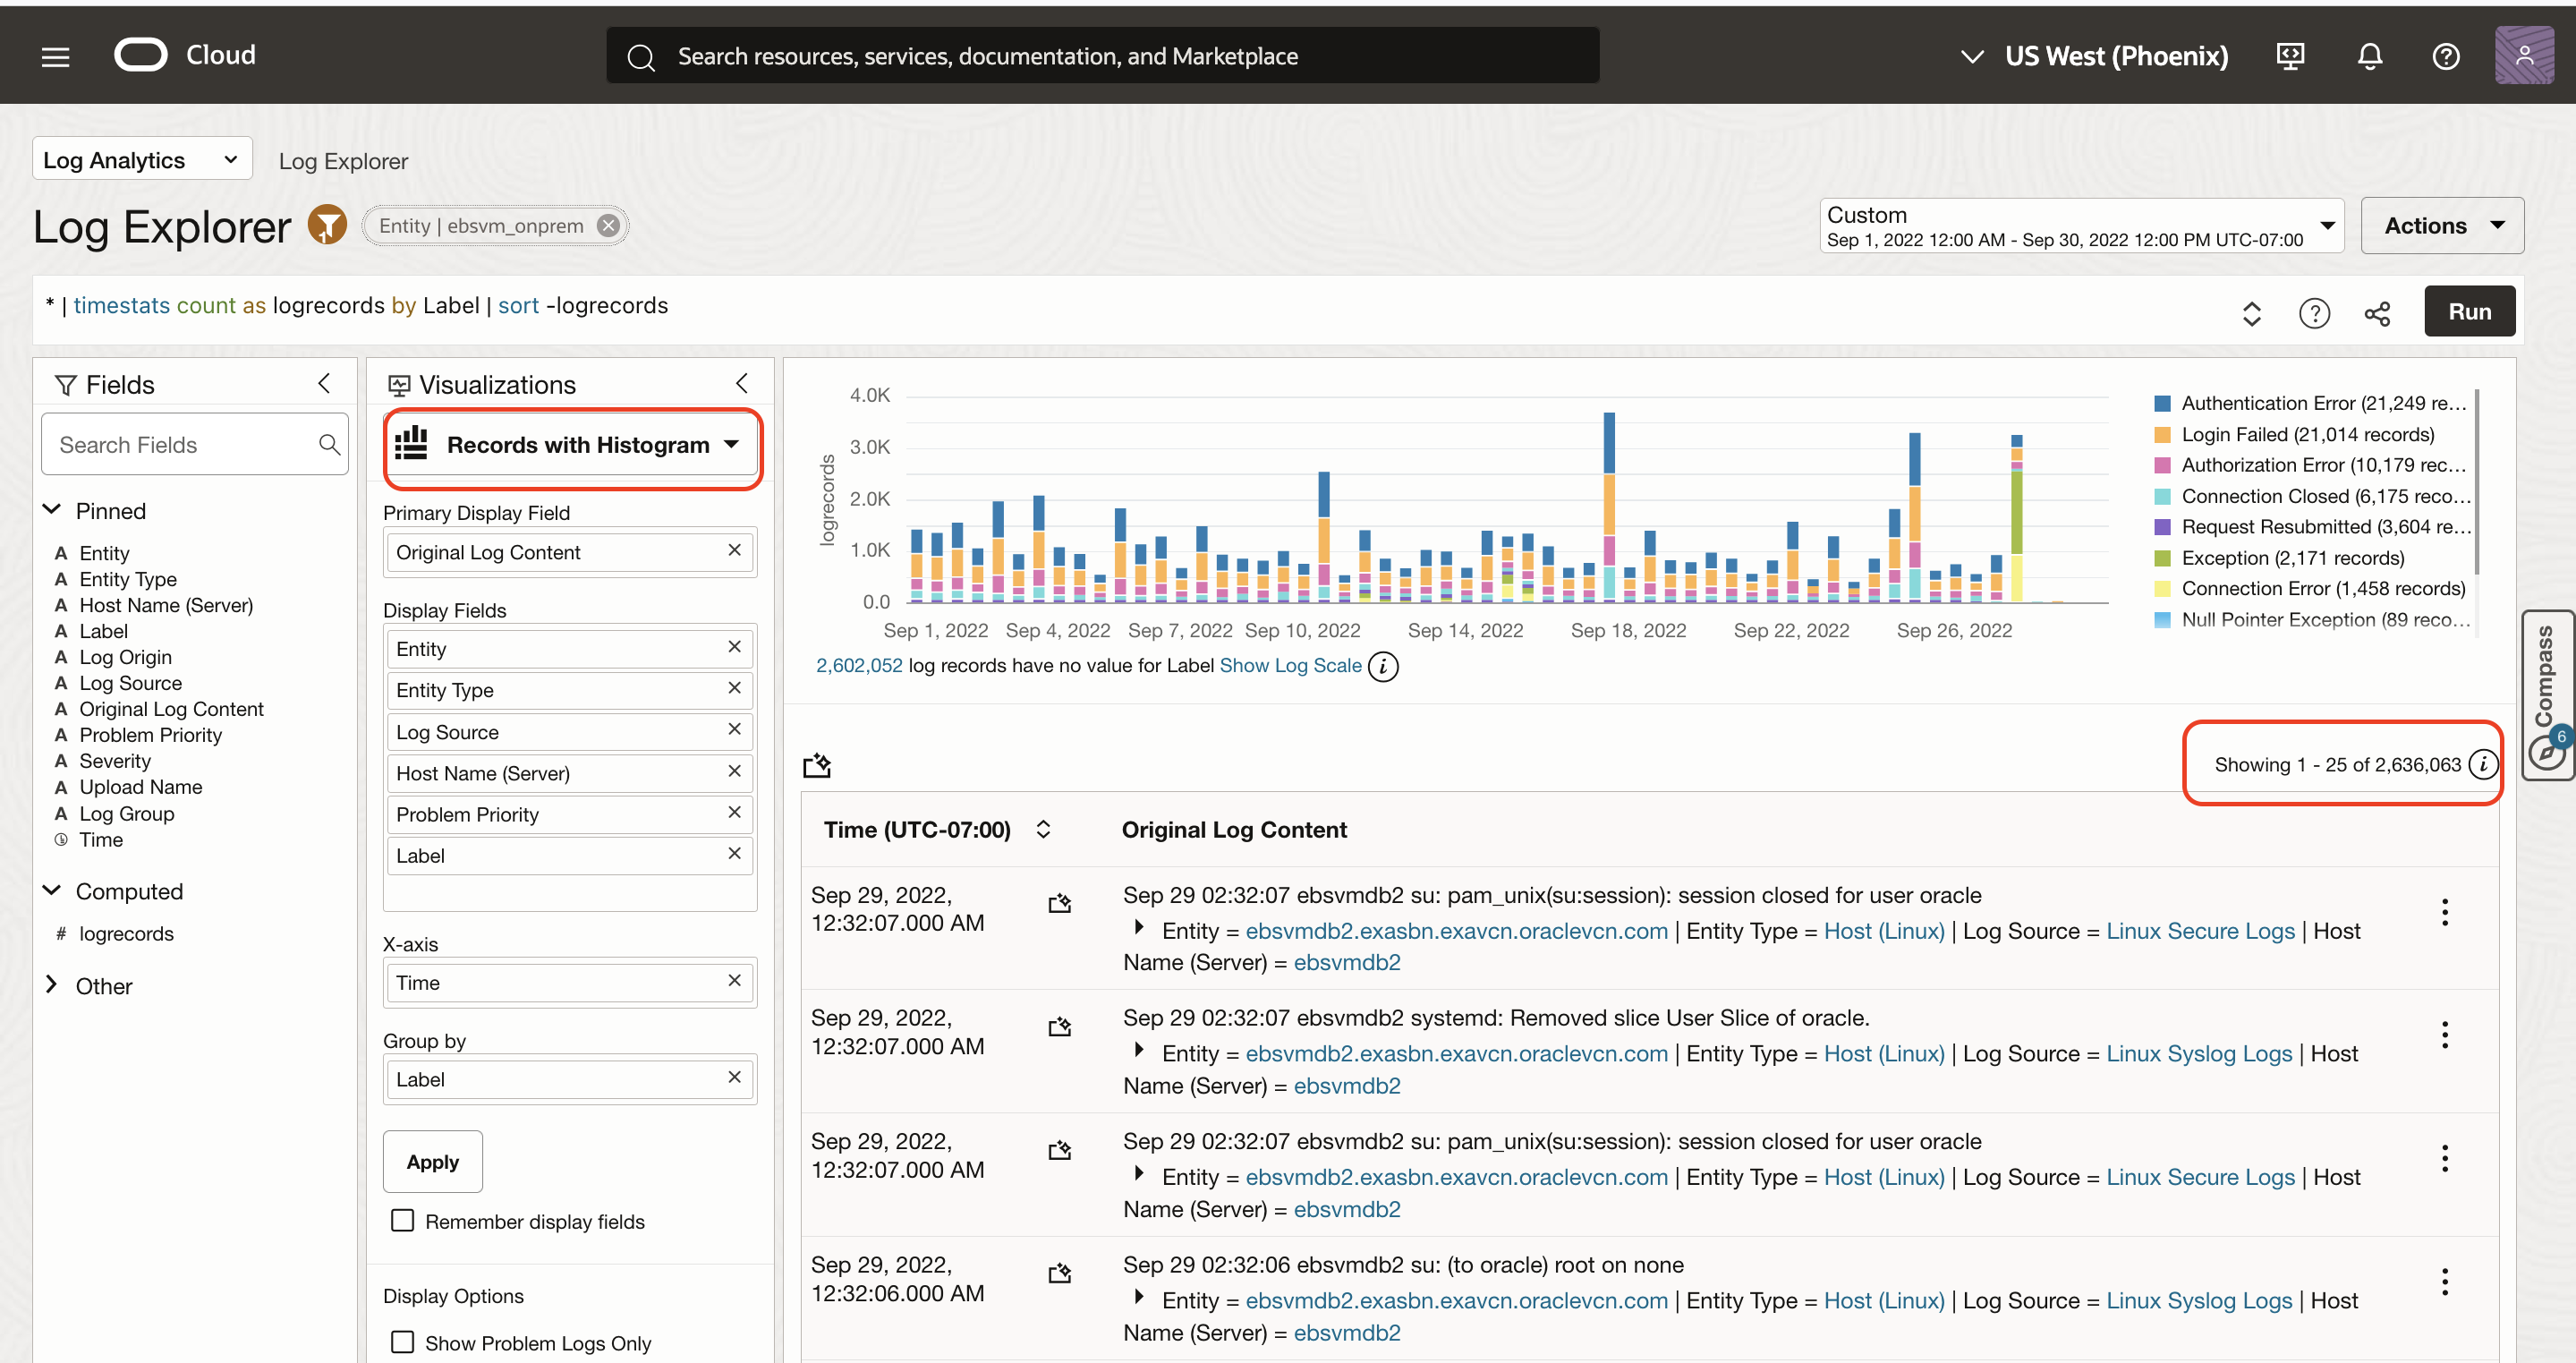 Cloud
Search resources, services, documentation, and Marketplace
US West (Phoenix)
Log Analytics
Log Explorer
Log Explorer
1
Entity | ebsvm_onprem
Custom
Sep 1, 2022 12:00 AM - Sep 30, 2022 12:00 PM UTC-07:00
Actions
* | timestats count as logrecords by Label | sort -logrecords
Run
Fields
Search Fields
Pinned
A Entity
A Entity Type
A Host Name (Server)
A Label
A Log Origin
A Log Source
A Original Log Content
A Problem Priority
A Severity
A Upload Name
A Log Group
Time
Computed
# logrecords
Other
Visualizations
Records with Histogram
Primary Display Field
Original Log Content
Display Fields
Entity
Entity Type
Log Source
Host Name (Server)
Problem Priority
Label
X-axis
Time
Group by
Label
Apply
Remember display fields
Display Options
Show Problem Logs Only
logrecords
4.0K
3.0K
2.0K
1.0K
0.0
Sep 1, 2022 Sep 4, 2022 Sep 7, 2022 Sep 10, 2022 Sep 14, 2022 Sep 18, 2022 Sep 22, 2022 Sep 26, 2022
Authentication Error (21,249 re...
Login Failed (21,014 records)
Authorization Error (10,179 rec...
Connection Closed (6,175 reco...
Request Resubmitted (3,604 re...
Exception (2,171 records)
Connection Error (1,458 records)
Null Pointer Exception (89 reco...
2,602,052 log records have no value for Label Show Log Scale
Compass
6
Showing 1 - 25 of 2,636,063
Time (UTC-07:00)
Original Log Content
Sep 29, 2022,
12:32:07.000 AM
Sep 29 02:32:07 ebsvmdb2 su: pam_unix(su:session): session closed for user oracle
Entity = ebsvmdb2.exasbn.exavcn.oraclevcn.com | Entity Type = Host (Linux) | Log Source = Linux Secure Logs | Host
Name (Server) = ebsvmdb2
Sep 29, 2022,
12:32:07.000 AM
Sep 29 02:32:07 ebsvmdb2 systemd: Removed slice User Slice of oracle.
Entity = ebsvmdb2.exasbn.exavcn.oraclevcn.com | Entity Type = Host (Linux) | Log Source = Linux Syslog Logs | Host
Name (Server) = ebsvmdb2
Sep 29, 2022,
12:32:07.000 AM
Sep 29 02:32:07 ebsvmdb2 su: pam_unix(su:session): session closed for user oracle
Entity = ebsvmdb2.exasbn.exavcn.oraclevcn.com | Entity Type = Host (Linux) | Log Source = Linux Secure Logs | Host
Name (Server) = ebsvmdb2
Sep 29, 2022,
12:32:06.000 AM
Sep 29 02:32:06 ebsvmdb2 su: (to oracle) root on none
Entity = ebsvmdb2.exasbn.exavcn.oraclevcn.com | Entity Type = Host (Linux) | Log Source = Linux Syslog Logs | Host
Name (Server) = ebsvmdb2